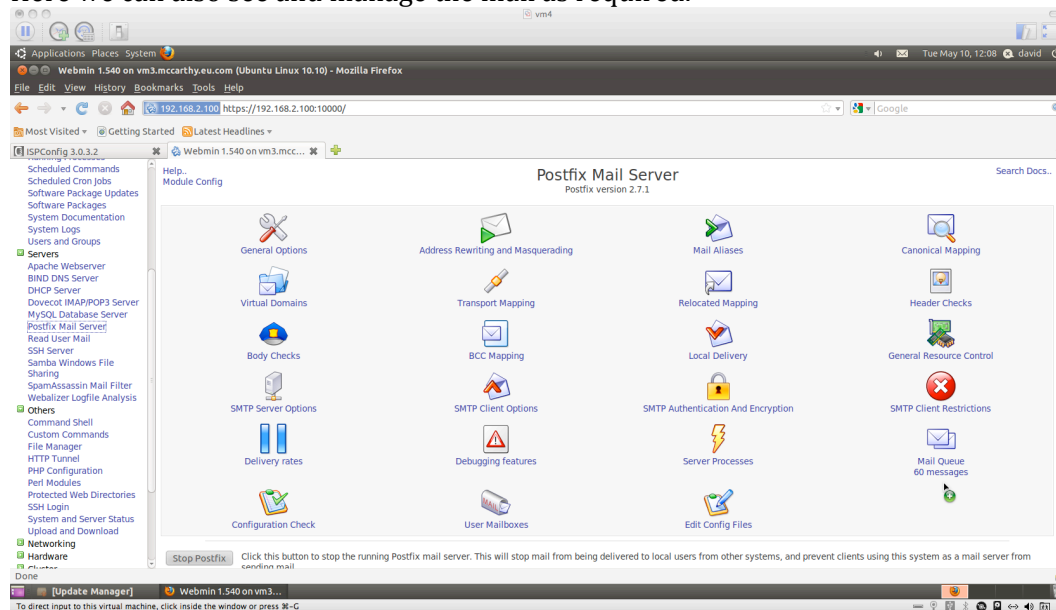 Here we can also see and manage the mail as required.
vm4
Applications Places System
Tue May 10, 12:08 david
Webmin 1.540 on vm3.mccarthy.eu.com (Ubuntu Linux 10.10) - Mozilla Firefox
File Edit View History Bookmarks Tools Help
192.168.2.100 https://192.168.2.100:10000/
Google
Most Visited Getting Started Latest Headlines
ISPConfig 3.0.3.2
Webmin 1.540 on vm3.mcc...
Running Processes
Scheduled Commands
Scheduled Cron Jobs
Software Package Updates
Software Packages
System Documentation
System Logs
Users and Groups
Servers
Apache Webserver
BIND DNS Server
DHCP Server
Dovecot IMAP/POP3 Server
MySQL Database Server
Postfix Mail Server
Read User Mail
SSH Server
Samba Windows File
Sharing
SpamAssassin Mail Filter
Webalizer Logfile Analysis
Others
Command Shell
Custom Commands
File Manager
HTTP Tunnel
PHP Configuration
Perl Modules
Protected Web Directories
SSH Login
System and Server Status
Upload and Download
Networking
Hardware
Cluster
Help..
Module Config
Postfix Mail Server
Postfix version 2.7.1
Search Docs..
General Options
Address Rewriting and Masquerading
Mail Aliases
Canonical Mapping
Virtual Domains
Transport Mapping
Relocated Mapping
Header Checks
Body Checks
BCC Mapping
Local Delivery
General Resource Control
SMTP Server Options
SMTP Client Options
SMTP Authentication And Encryption
SMTP Client Restrictions
Delivery rates
Debugging features
Server Processes
Mail Queue
60 messages
Configuration Check
User Mailboxes
Edit Config Files
Stop Postfix
Click this button to stop the running Postfix mail server. This will stop mail from being delivered to local users from other systems, and prevent clients using this system as a mail server from
sending mail.
Done
[Update Manager]
Webmin 1.540 on vm3...
To direct input to this virtual machine, click inside the window or press ⌘-G